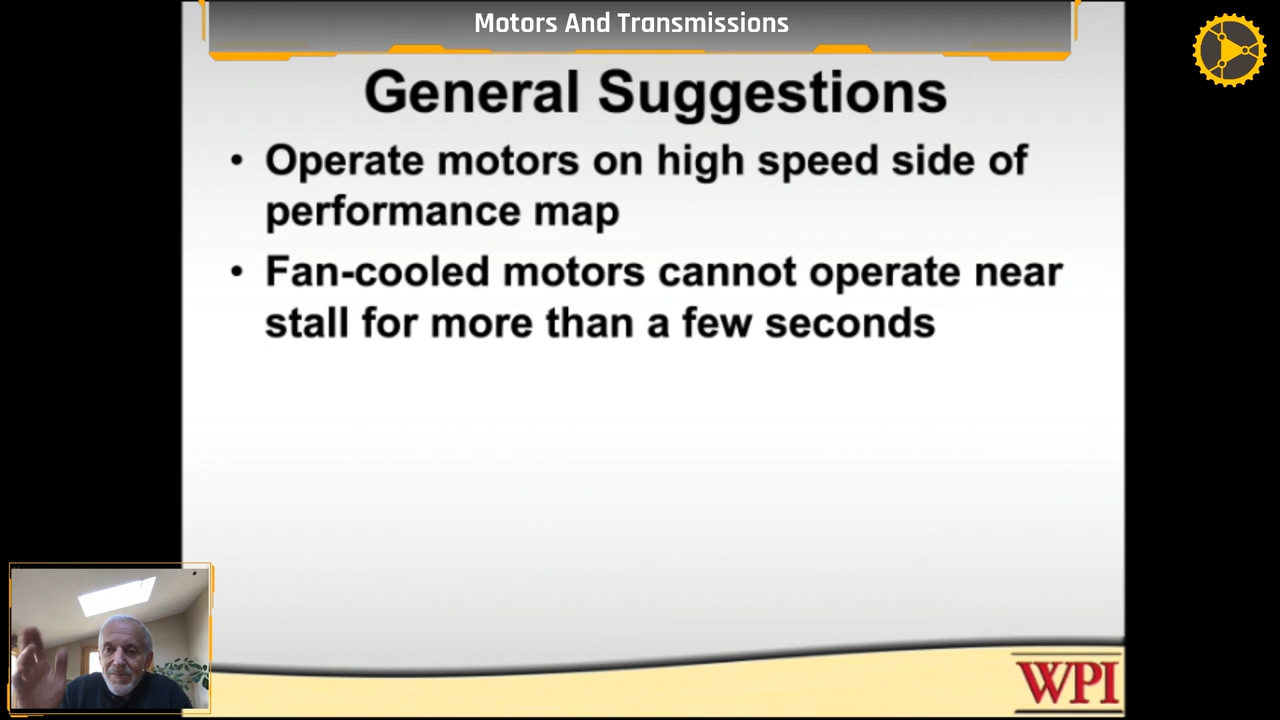 Motors And Transmissions
General Suggestions
• Operate motors on high speed side of
performance map
• Fan-cooled motors cannot operate near
stall for more than a few seconds
WPI